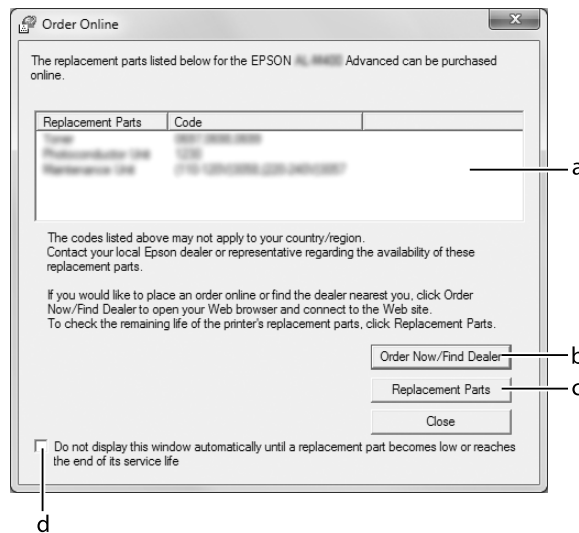 Order Online
The replacement parts listed below for the EPSON Advanced can be purchased
online.
Replacement Parts Code
a
The codes listed above may not apply to your country/region.
Contact your local Epson dealer or representative regarding the availability of these
replacement parts.
If you would like to place an order online or find the dealer nearest you, click Order
Now/Find Dealer to open your Web browser and connect to the Web site.
To check the remaining life of the printer's replacement parts, click Replacement Parts.
Order Now/Find Dealer
b
Replacement Parts
c
Close
Do not display this window automatically until a replacement part becomes low or reaches
the end of its service life
d